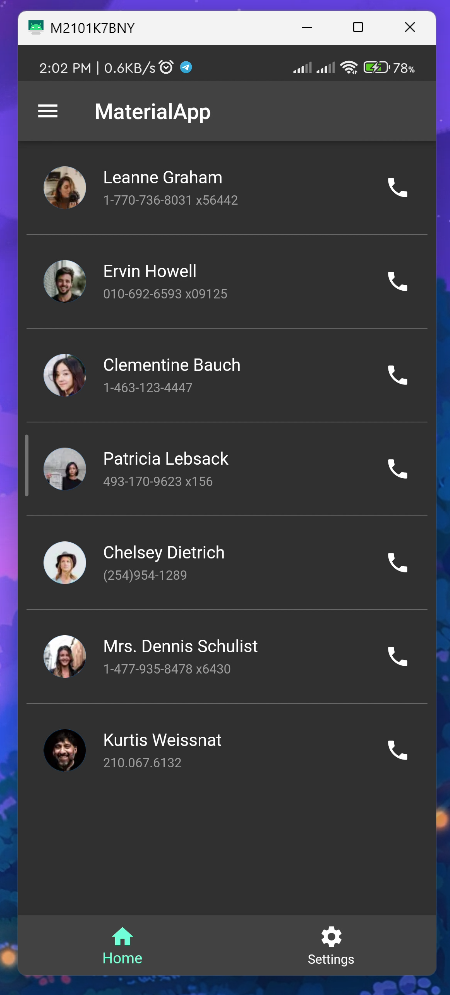 M2101K7BNY
2:02 PM | 0.6KB/s
78%
MaterialApp
Leanne Graham
1-770-736-8031 x56442
Ervin Howell
010-692-6593 x09125
Clementine Bauch
1-463-123-4447
Patricia Lebsack
493-170-9623 x156
Chelsey Dietrich
(254)954-1289
Mrs. Dennis Schulist
1-477-935-8478 x6430
Kurtis Weissnat
210.067.6132
Home
Settings